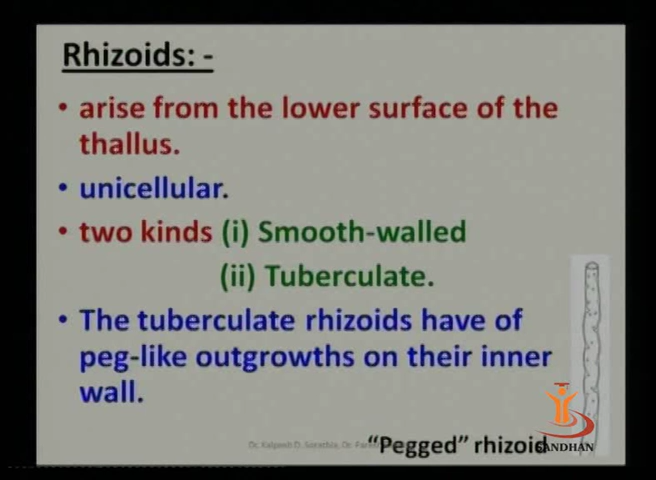 Rhizoids: -
• arise from the lower surface of the
thallus.
• unicellular.
• two kinds (i) Smooth-walled
(ii) Tuberculate.
• The tuberculate rhizoids have of
peg-like outgrowths on their inner
wall.
"Pegged" rhizoid
SANDHAN